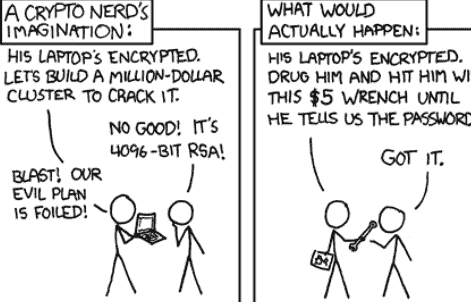 A CRYPTO NERD'S
IMAGINATION:
HIS LAPTOP'S ENCRYPTED.
LET'S BUILD A MILLION-DOLLAR
CLUSTER TO CRACK IT.
NO GOOD! IT'S
4096-BIT RSA!
BLAST! OUR
EVIL PLAN
IS FOILED!
WHAT WOULD
ACTUALLY HAPPEN:
HIS LAPTOP'S ENCRYPTED.
DRUG HIM AND HIT HIM WI
THIS $5 WRENCH UNTIL
HE TELLS US THE PASSWORD
GOT IT.